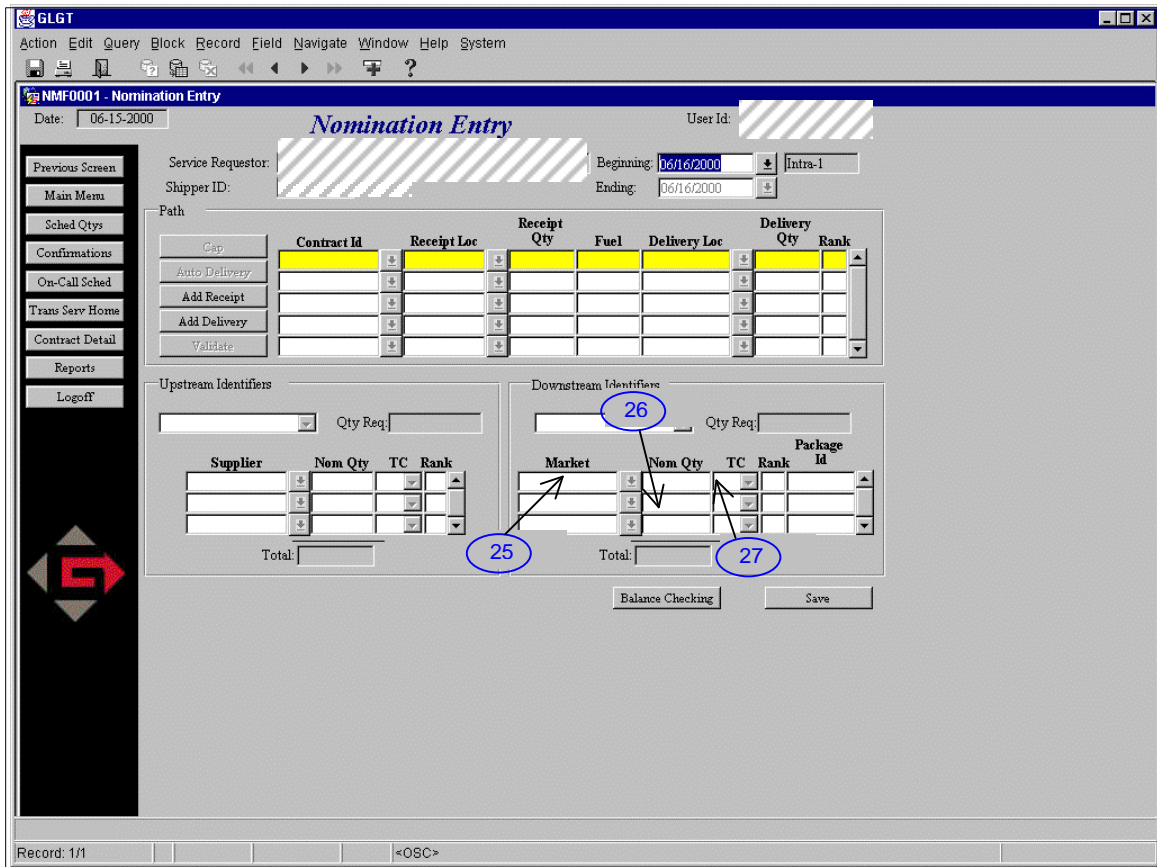 GLGT
Action Edit Query Block Record Field Navigate Window Help System
?
NMF0001 - Nomination Entry
Date: 06-15-2000
Nomination Entry
User Id:
Previous Screen
Main Menu
Sched Qtys
Confirmations
On-Call Sched
Trans Serv Home
Contract Detail
Reports
Logoff
Service Requestor:
Beginning: 06/16/2000 Intra-1
Shipper ID:
Ending: 06/16/2000
Path
Cap
Auto Delivery
Add Receipt
Add Delivery
Validate
Contract Id Receipt Loc Receipt Qty Fuel Delivery Loc Delivery Qty Rank
Upstream Identifiers
Qty Req:
Supplier Nom Qty TC Rank
Total:
Downstream Identifiers
26
Qty Req:
Market Nom Qty TC Rank Package Id
25
Total:
27
Balance Checking Save
Record: 1/1 <OSC>